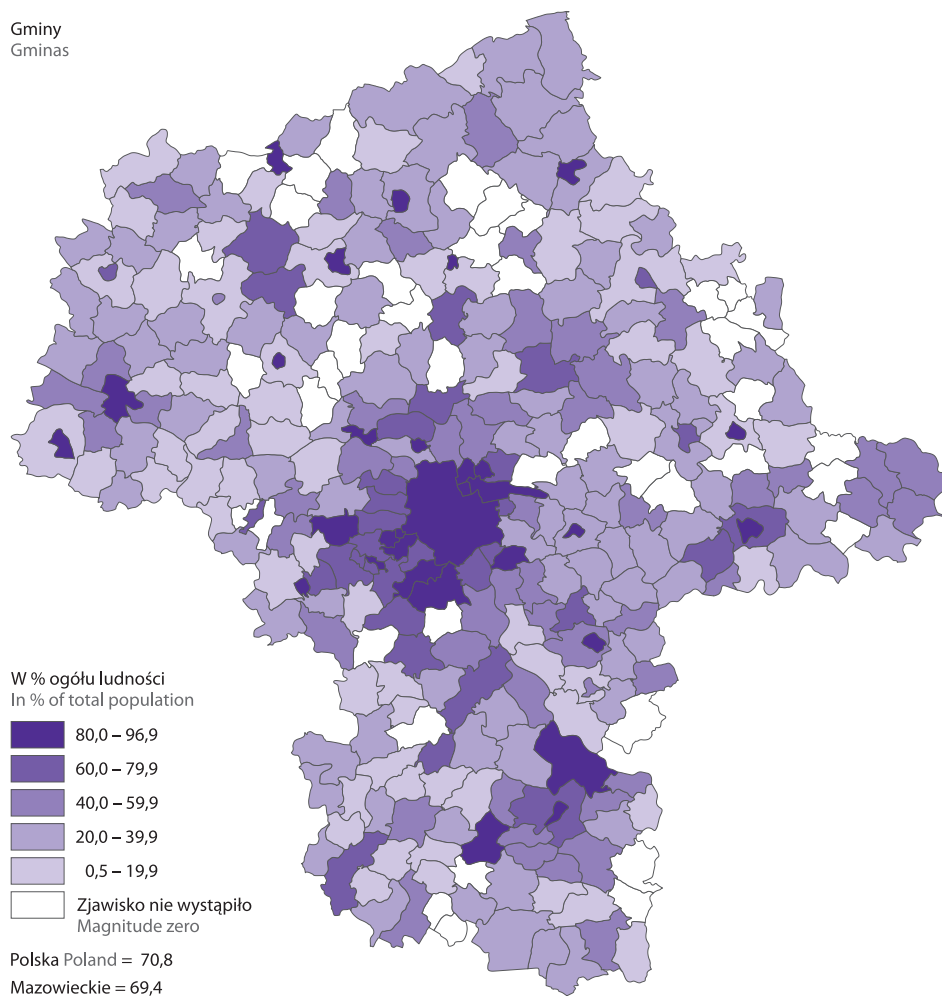 Gminy
Gminas
W % ogółu ludności
In % of total population
80,0 – 96,9
60,0 – 79,9
40,0 – 59,9
20,0 – 39,9
0,5 – 19,9
Zjawisko nie wystąpiło
Magnitude zero
Polska Poland = 70,8
Mazowieckie = 69,4